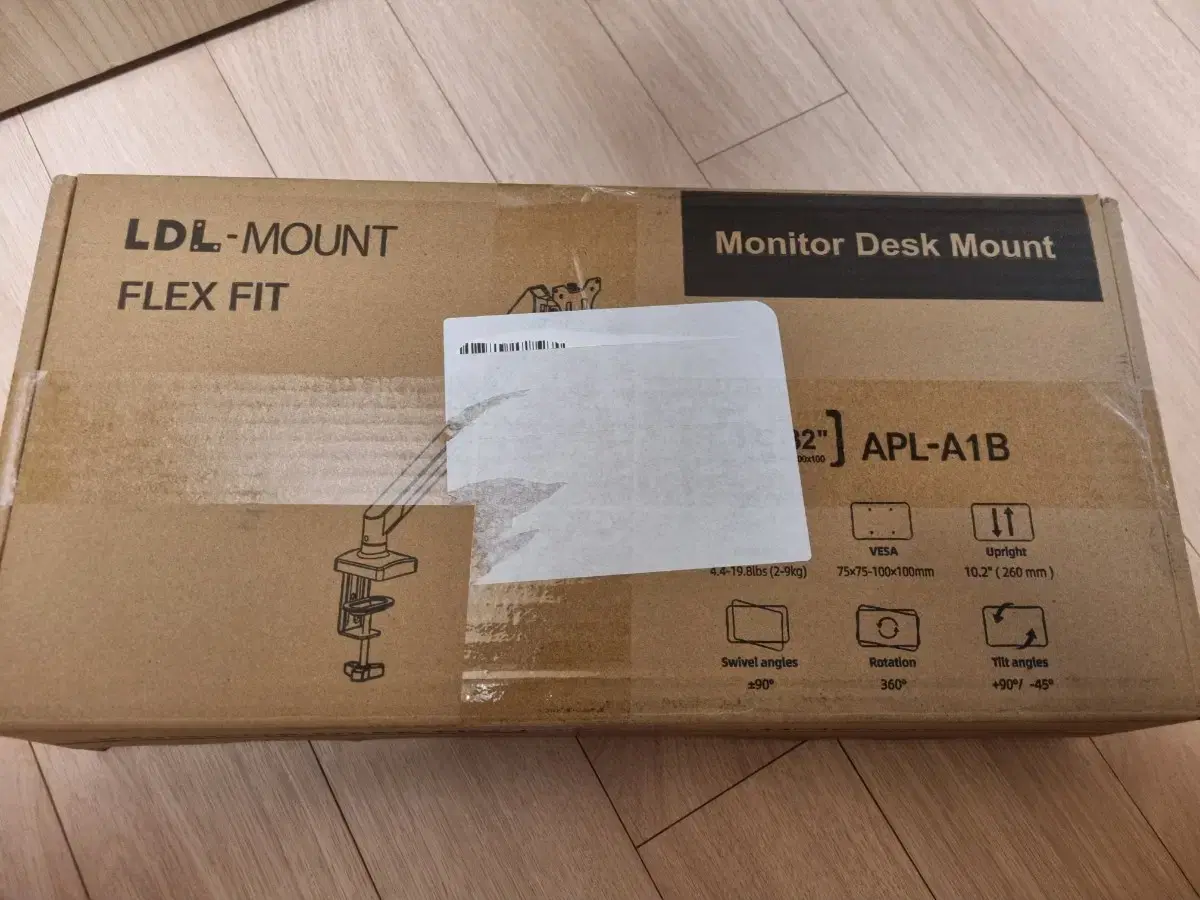 LDL-MOUNT
FLEX FIT
Monitor Desk Mount
32"]
APL-A1B
4.4-19.8lbs (2-9kg)
VESA
75×75-100×100mm
Upright
10.2" ( 260 mm )
Swivel angles
±90°
Rotation
360°
Tilt angles
+90°/ -45°